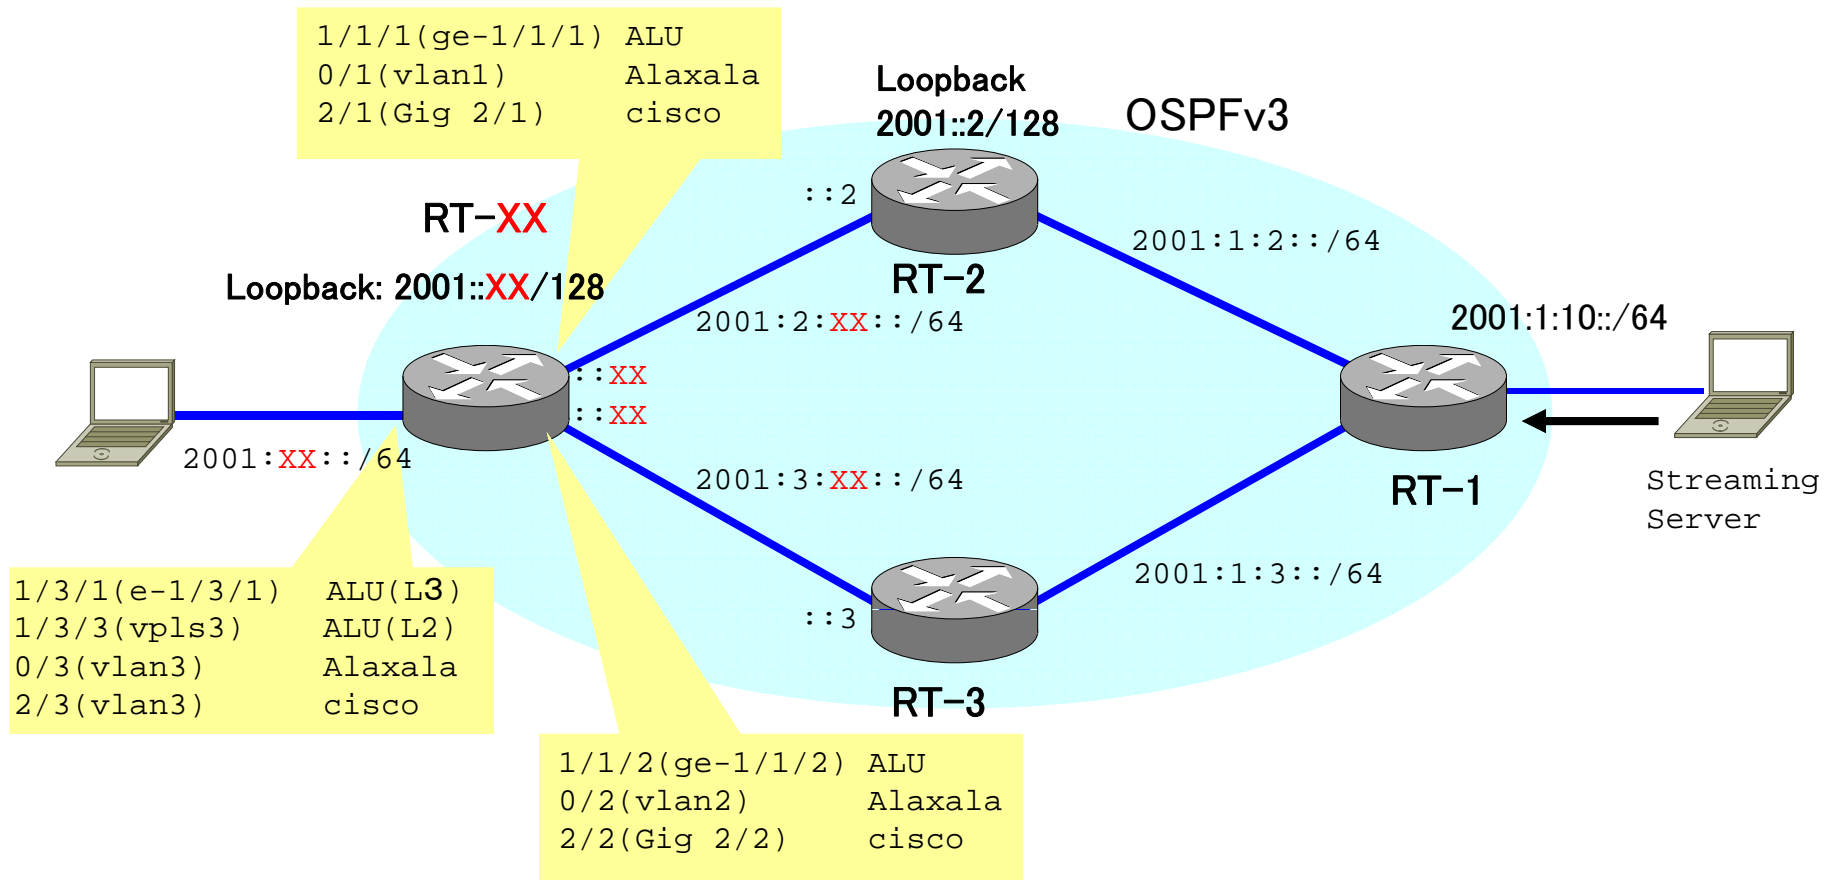 1/1/1(ge-1/1/1) ALU
0/1(vlan1) Alaxala
2/1(Gig 2/1) cisco
Loopback
2001::2/128
OSPFv3
::2
RT-XX
2001:1:2::/64
RT-2
Loopback: 2001::XX/128
2001:2:XX::/64
2001:1:10::/64
::XX
::XX
2001:XX::/64
2001:3:XX::/64
RT-1
Streaming
Server
2001:1:3::/64
::3
RT-3
1/3/1(e-1/3/1) ALU(L3)
1/3/3(vpls3) ALU(L2)
0/3(vlan3) Alaxala
2/3(vlan3) cisco
1/1/2(ge-1/1/2) ALU
0/2(vlan2) Alaxala
2/2(Gig 2/2) cisco